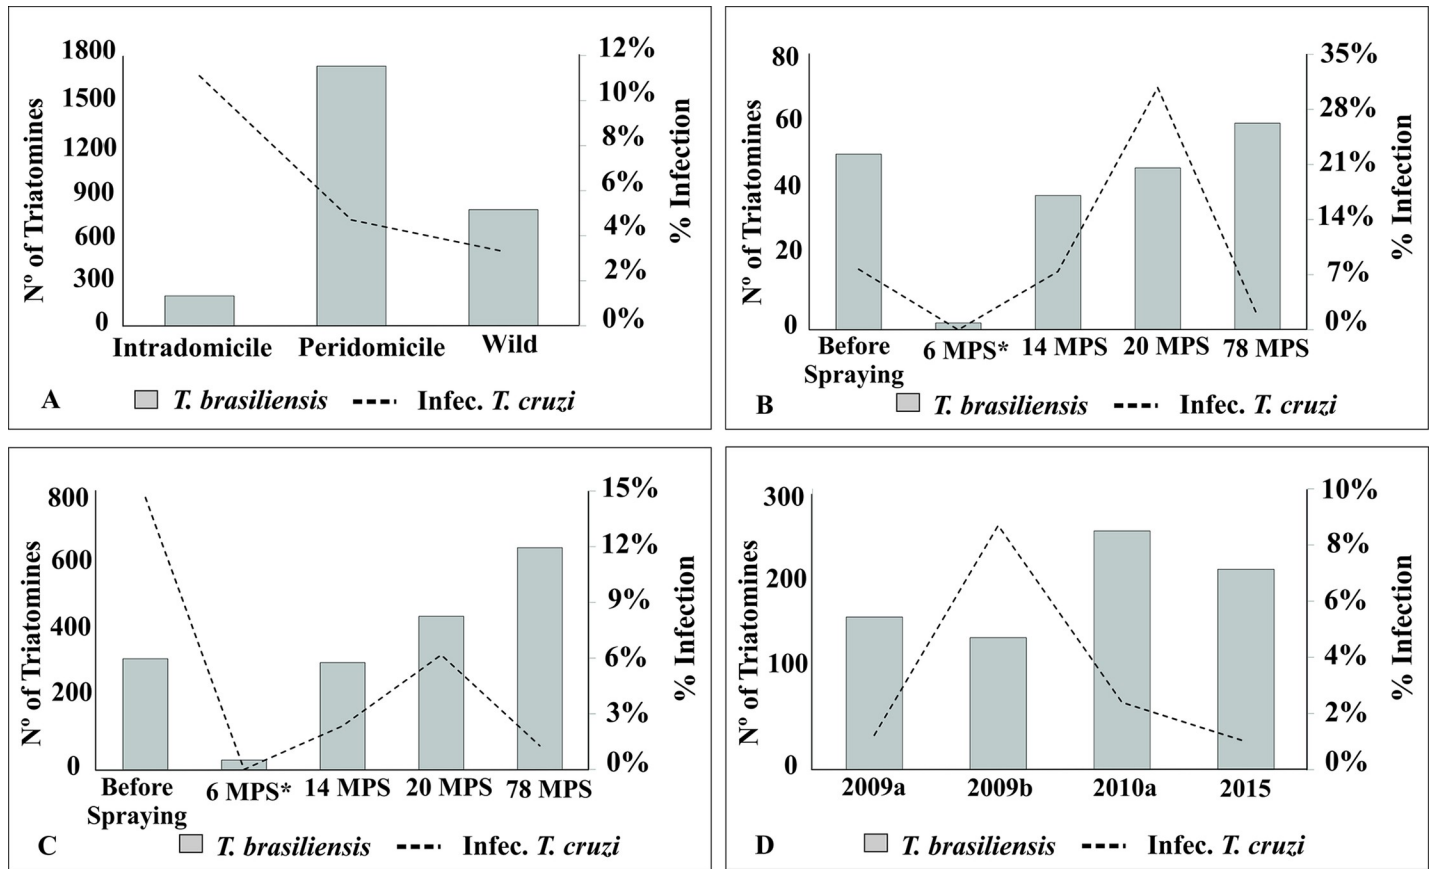 Nº of Triatomines
1800
1500
1200
900
600
300
0
12%
10%
8%
6%
4%
2%
0%
% Infection
Intradomicile Peridomicile Wild
A T. brasiliensis Infec. T. cruzi
Nº of Triatomines
80
60
40
20
0
35%
28%
21%
14%
7%
0%
% Infection
Before Spraying 6 MPS* 14 MPS 20 MPS 78 MPS
B T. brasiliensis Infec. T. cruzi
Nº of Triatomines
800
600
400
200
0
15%
12%
9%
6%
3%
0%
% Infection
Before Spraying 6 MPS* 14 MPS 20 MPS 78 MPS
C T. brasiliensis Infec. T. cruzi
Nº of Triatomines
300
200
100
0
10%
8%
6%
4%
2%
0%
% Infection
2009a 2009b 2010a 2015
D T. brasiliensis Infec. T. cruzi